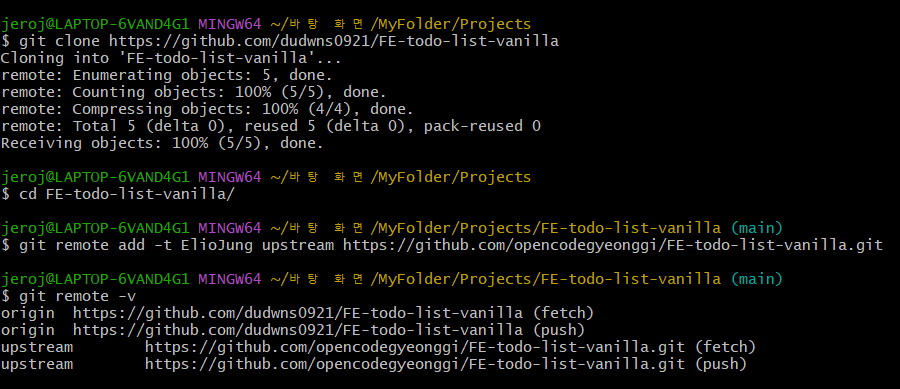 jeroj@LAPTOP-6VAND4G1 MINGW64 ~/바탕 화면/MyFolder/Projects
$ git clone https://github.com/dudwns0921/FE-todo-list-vanilla
Cloning into 'FE-todo-list-vanilla'...
remote: Enumerating objects: 5, done.
remote: Counting objects: 100% (5/5), done.
remote: Compressing objects: 100% (4/4), done.
remote: Total 5 (delta 0), reused 5 (delta 0), pack-reused 0
Receiving objects: 100% (5/5), done.
jeroj@LAPTOP-6VAND4G1 MINGW64 ~/바탕 화면/MyFolder/Projects
$ cd FE-todo-list-vanilla/
jeroj@LAPTOP-6VAND4G1 MINGW64 ~/바탕 화면/MyFolder/Projects/FE-todo-list-vanilla (main)
$ git remote add -t ElioJung upstream https://github.com/opencodegyeonggi/FE-todo-list-vanilla.git
jeroj@LAPTOP-6VAND4G1 MINGW64 ~/바탕 화면/MyFolder/Projects/FE-todo-list-vanilla (main)
$ git remote -v
origin  https://github.com/dudwns0921/FE-todo-list-vanilla (fetch)
origin  https://github.com/dudwns0921/FE-todo-list-vanilla (push)
upstream        https://github.com/opencodegyeonggi/FE-todo-list-vanilla.git (fetch)
upstream        https://github.com/opencodegyeonggi/FE-todo-list-vanilla.git (push)